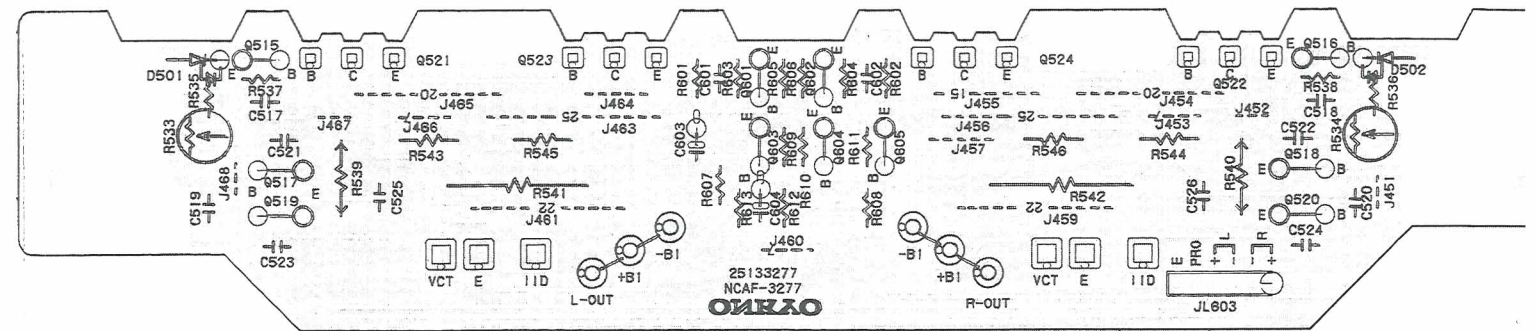 Q515
D501
E
B
R535
R537
C517
B C E
Q521
Q523
B C E
R601
C601
R603
Q601
R605
R606
Q602
R604
C602
R602
E
E
B
B
B C E
Q524
B C E
Q522
Q516
E
B
D502
R536
R538
C518
20
J465
J464
15
J455
20
J454
J452
R533
J467
7
J466
25
J463
J456
25
7
J453
R534
C521
R543
R545
C603
E
Q603
R609
E
Q604
R611
E
Q605
J457
R546
R544
C522
J468
Q517
B
E
R539
C525
R541
R607
B
R610
B
B
R608
R542
C526
R540
Q518
E
B
C519
Q519
22
J461
R613
C604
R612
22
J459
Q520
E
B
C520
J451
C523
C524
VCT
E
IID
-B1
+B1
L-OUT
J460
7
-B1
+B1
R-OUT
VCT
E
IID
E
PRO
+ L -
- R +
JL603
25133277
NCAF-3277
ONKYO